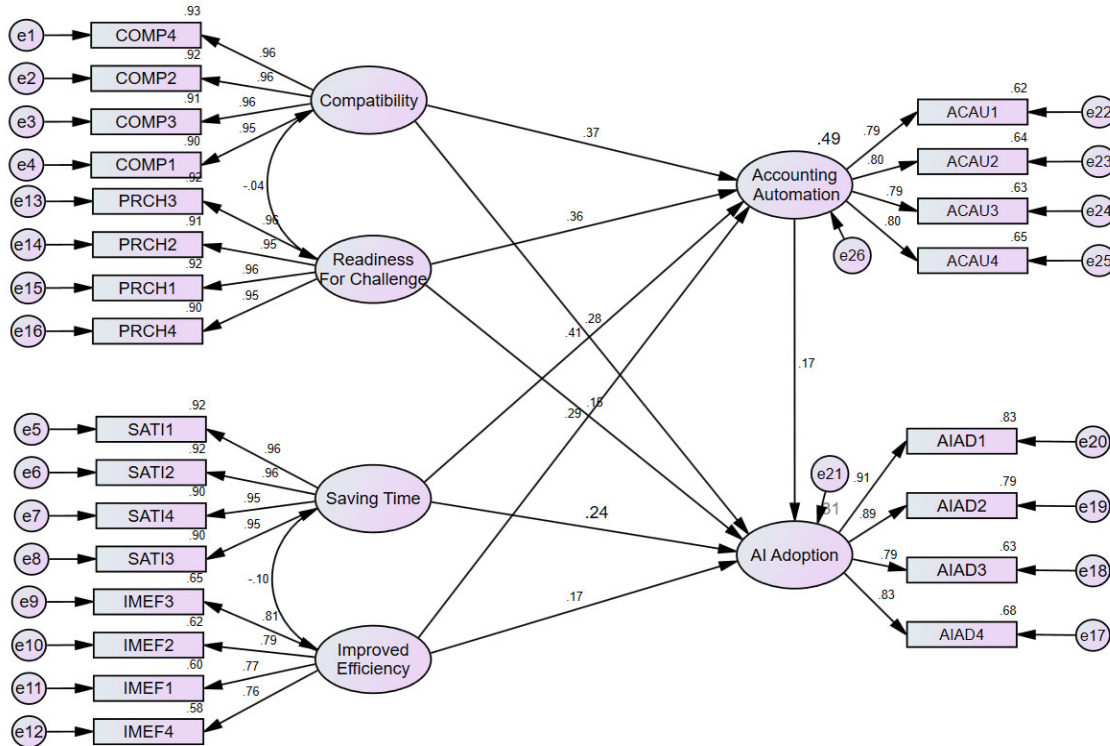 .93
e1 COMP4
.96
.92
e2 COMP2
.96
.91
e3 COMP3
.96
.90
e4 COMP1
.95
Compatibility
.92
e13 PRCH3
.96
.91
e14 PRCH2
.95
.92
e15 PRCH1
.96
.90
e16 PRCH4
.95
Readiness
For Challenge
-.04
.92
e5 SATI1
.96
.92
e6 SATI2
.96
.90
e7 SATI4
.95
.90
e8 SATI3
.95
Saving Time
-.10
.65
e9 IMEF3
.81
.62
e10 IMEF2
.79
.60
e11 IMEF1
.77
.58
e12 IMEF4
.76
Improved
Efficiency
.37
.36
.28
.41
.29
.24
.17
.17
.49
Accounting
Automation
e26
.62
.79
ACAU1 e22
.64
.80
ACAU2 e23
.63
.79
ACAU3 e24
.65
.80
ACAU4 e25
e21
AI Adoption
.83
.91
AIAD1 e20
.79
.89
AIAD2 e19
.63
.79
AIAD3 e18
.68
.83
AIAD4 e17